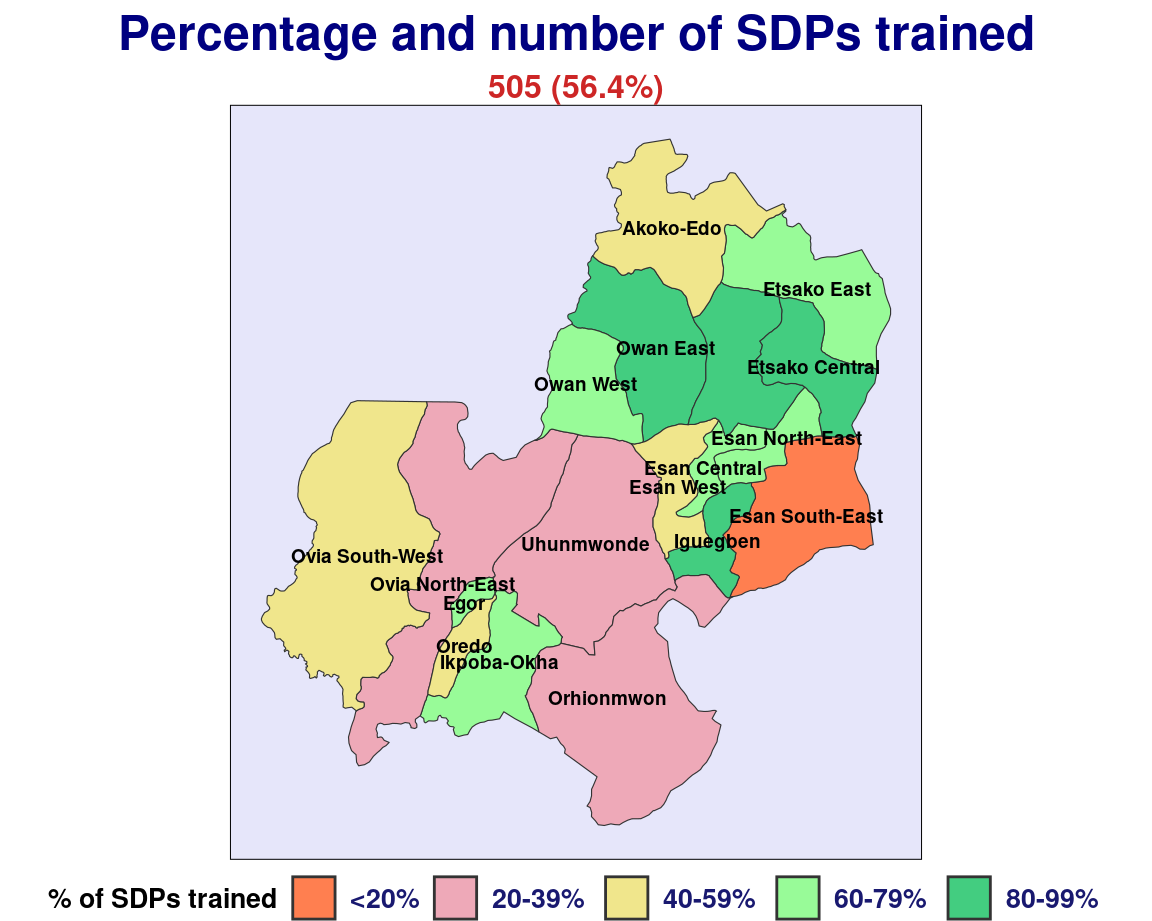 Percentage and number of SDPs trained
505 (56.4%)
Akoko-Edo
Etsako East
Owan East
Etsako Central
Owan West
Esan North-East
Esan Central
Esan West
Esan South-East
Iguegben
Uhunmwonde
Ovia South-West
Ovia North-East
Egor
Oredo
Ikpoba-Okha
Orhionmwon
% of SDPs trained <20% 20-39% 40-59% 60-79% 80-99%